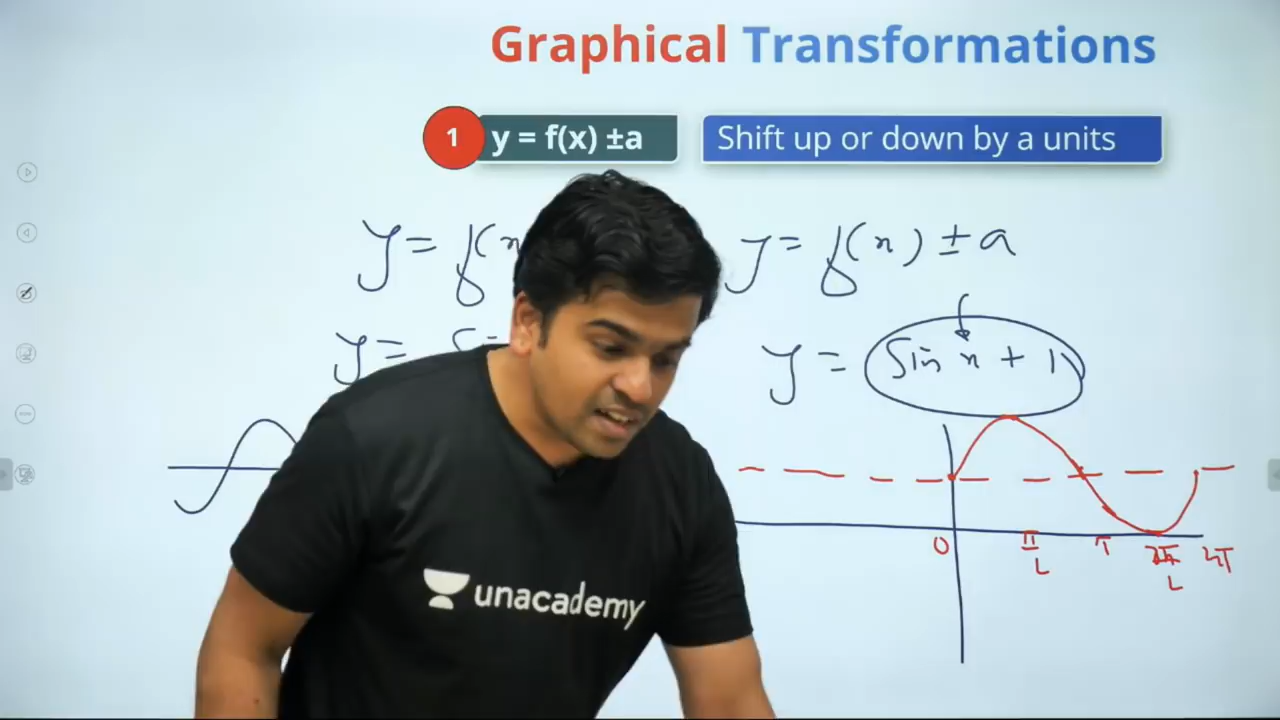 Graphical Transformations
1 y = f(x) ±a Shift up or down by a units
y = f(x y = f(x) ± a
y = S y = Sin x + 1
0 π/2 π 3π/2 2π
unacademy